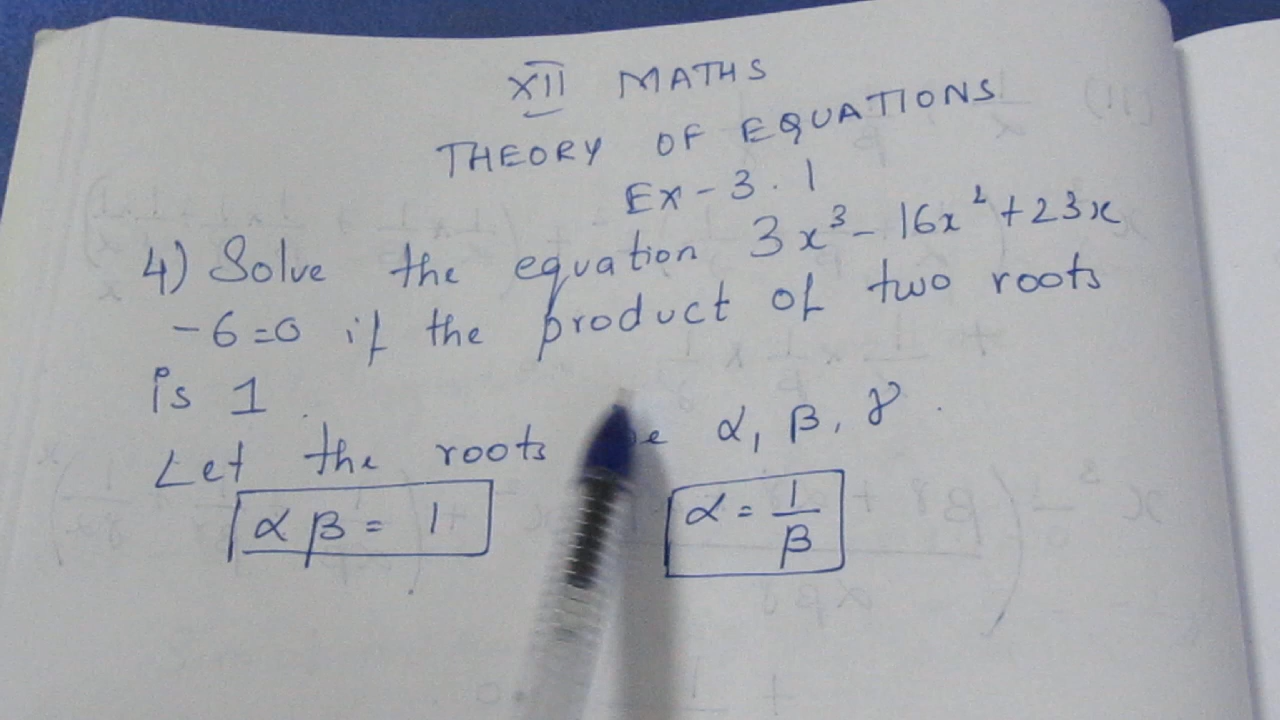 XII MATHS
THEORY OF EQUATIONS
Ex - 3.1
4) Solve the equation 3x³ - 16x² + 23x
-6=0 if the product of two roots
is 1.
Let the roots be α, β, γ.
αβ = 1 α = 1/β